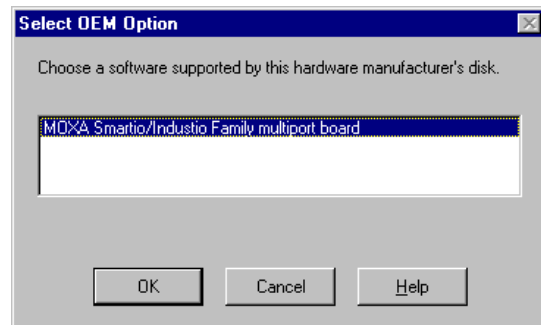 Select OEM Option
Choose a software supported by this hardware manufacturer's disk.
MOXA Smartio/Industio Family multiport board
OK Cancel Help